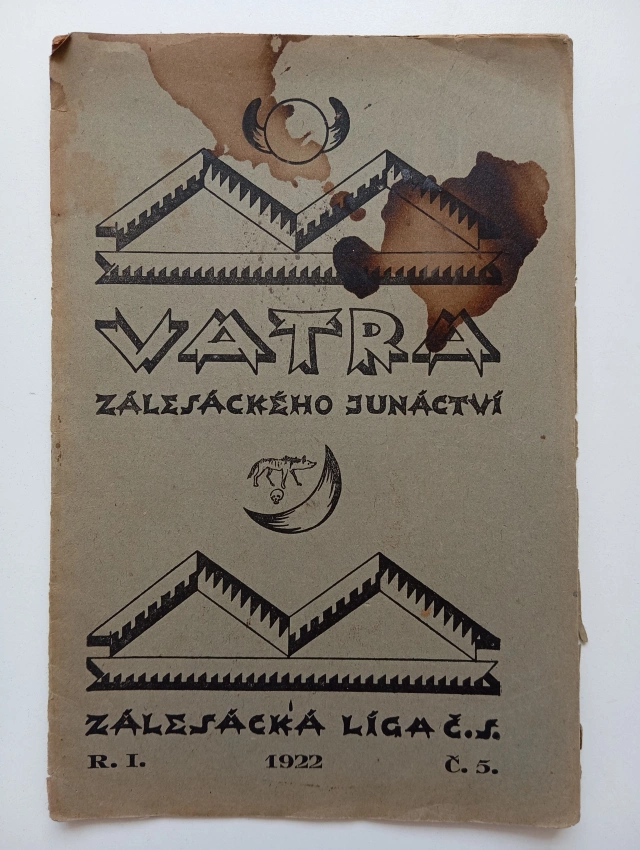 VATRA
ZÁLESÁCKÉHO JUNÁCTVÍ
ZÁLESÁCKÁ LÍGA Č.S.
R. I. 1922 Č. 5.